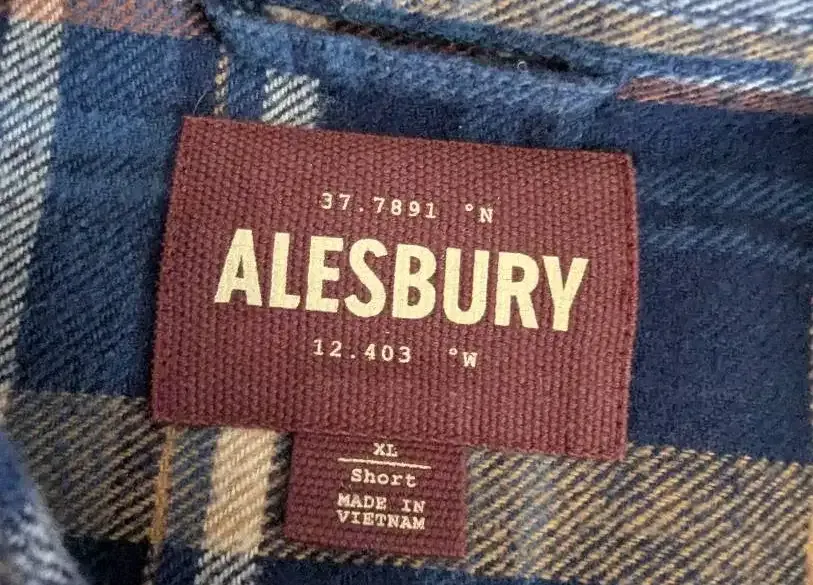 37.7891 °N
ALESBURY
12.403 °W
XL
Short
MADE IN
VIETNAM